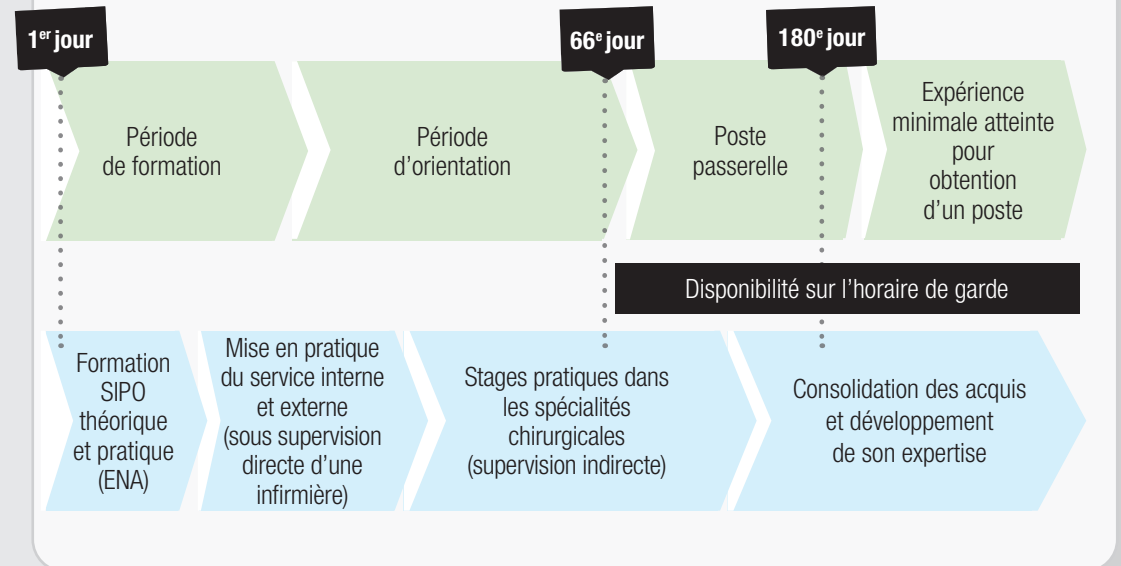 1er jour
66e jour
180e jour
Période
de formation
Période
d'orientation
Poste
passerelle
Expérience
minimale atteinte
pour
obtention
d'un poste
Disponibilité sur l'horaire de garde
Formation
SIPO
théorique
et pratique
(ENA)
Mise en pratique
du service interne
et externe
(sous supervision
directe d'une
infirmière)
Stages pratiques dans
les spécialités
chirurgicales
(supervision indirecte)
Consolidation des acquis
et développement
de son expertise